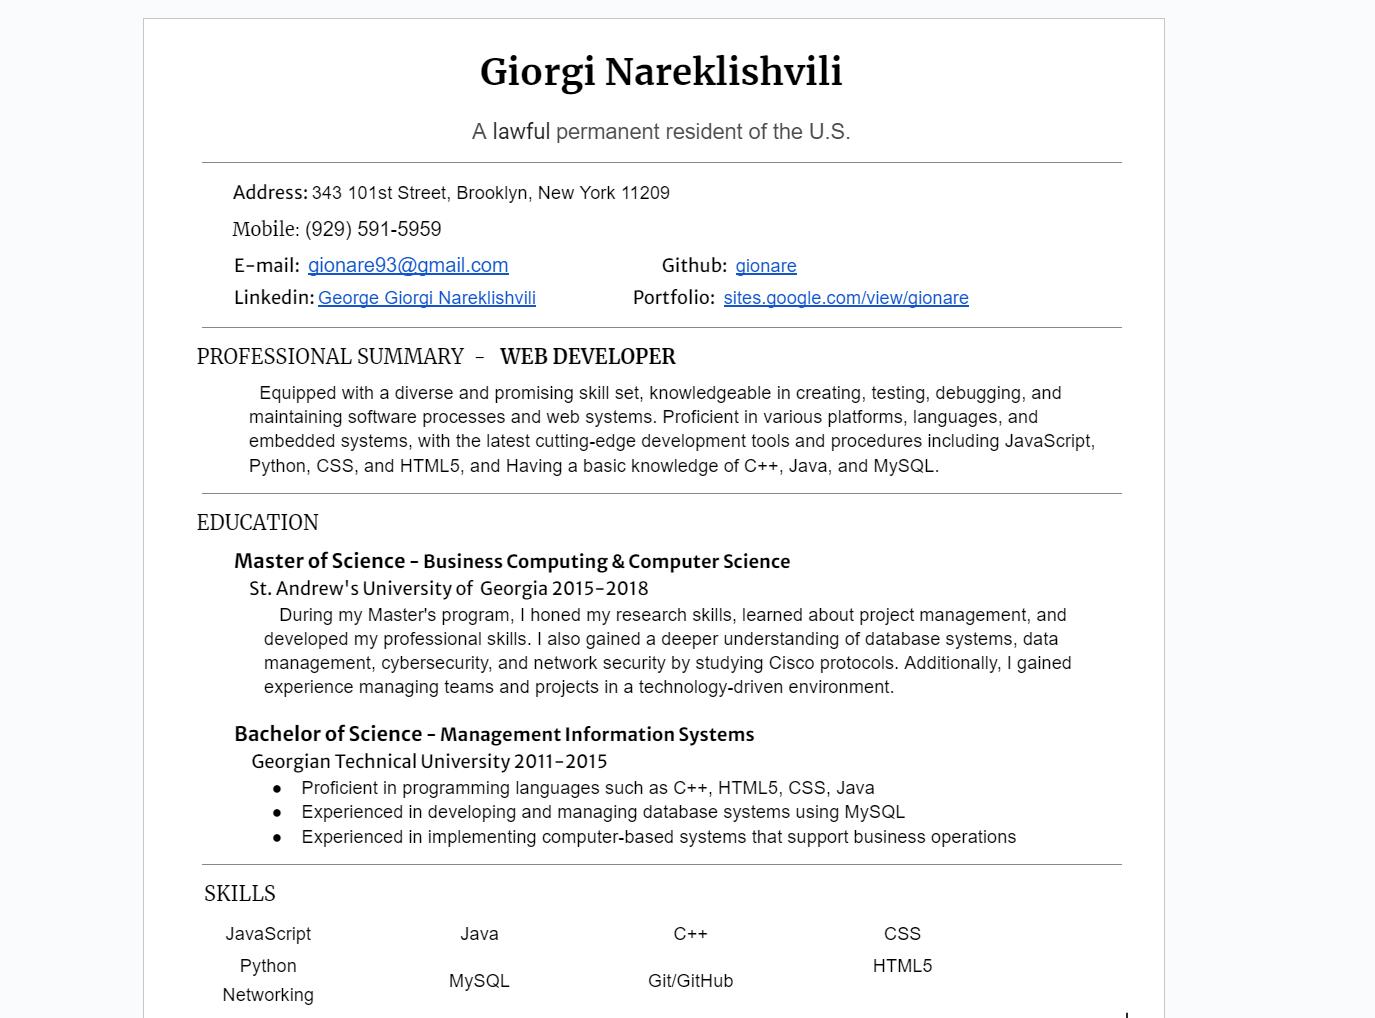 Giorgi Nareklishvili
A lawful permanent resident of the U.S.
Address: 343 101st Street, Brooklyn, New York 11209
Mobile: (929) 591-5959
E-mail: gionare93@gmail.com Github: gionare
Linkedin: George Giorgi Nareklishvili Portfolio: sites.google.com/view/gionare
PROFESSIONAL SUMMARY - WEB DEVELOPER
Equipped with a diverse and promising skill set, knowledgeable in creating, testing, debugging, and
maintaining software processes and web systems. Proficient in various platforms, languages, and
embedded systems, with the latest cutting-edge development tools and procedures including JavaScript,
Python, CSS, and HTML5, and Having a basic knowledge of C++, Java, and MySQL.
EDUCATION
Master of Science - Business Computing & Computer Science
St. Andrew's University of Georgia 2015-2018
During my Master's program, I honed my research skills, learned about project management, and
developed my professional skills. I also gained a deeper understanding of database systems, data
management, cybersecurity, and network security by studying Cisco protocols. Additionally, I gained
experience managing teams and projects in a technology-driven environment.
Bachelor of Science - Management Information Systems
Georgian Technical University 2011-2015
● Proficient in programming languages such as C++, HTML5, CSS, Java
● Experienced in developing and managing database systems using MySQL
● Experienced in implementing computer-based systems that support business operations
SKILLS
JavaScript Java C++ CSS
Python HTML5
MySQL Git/GitHub
Networking